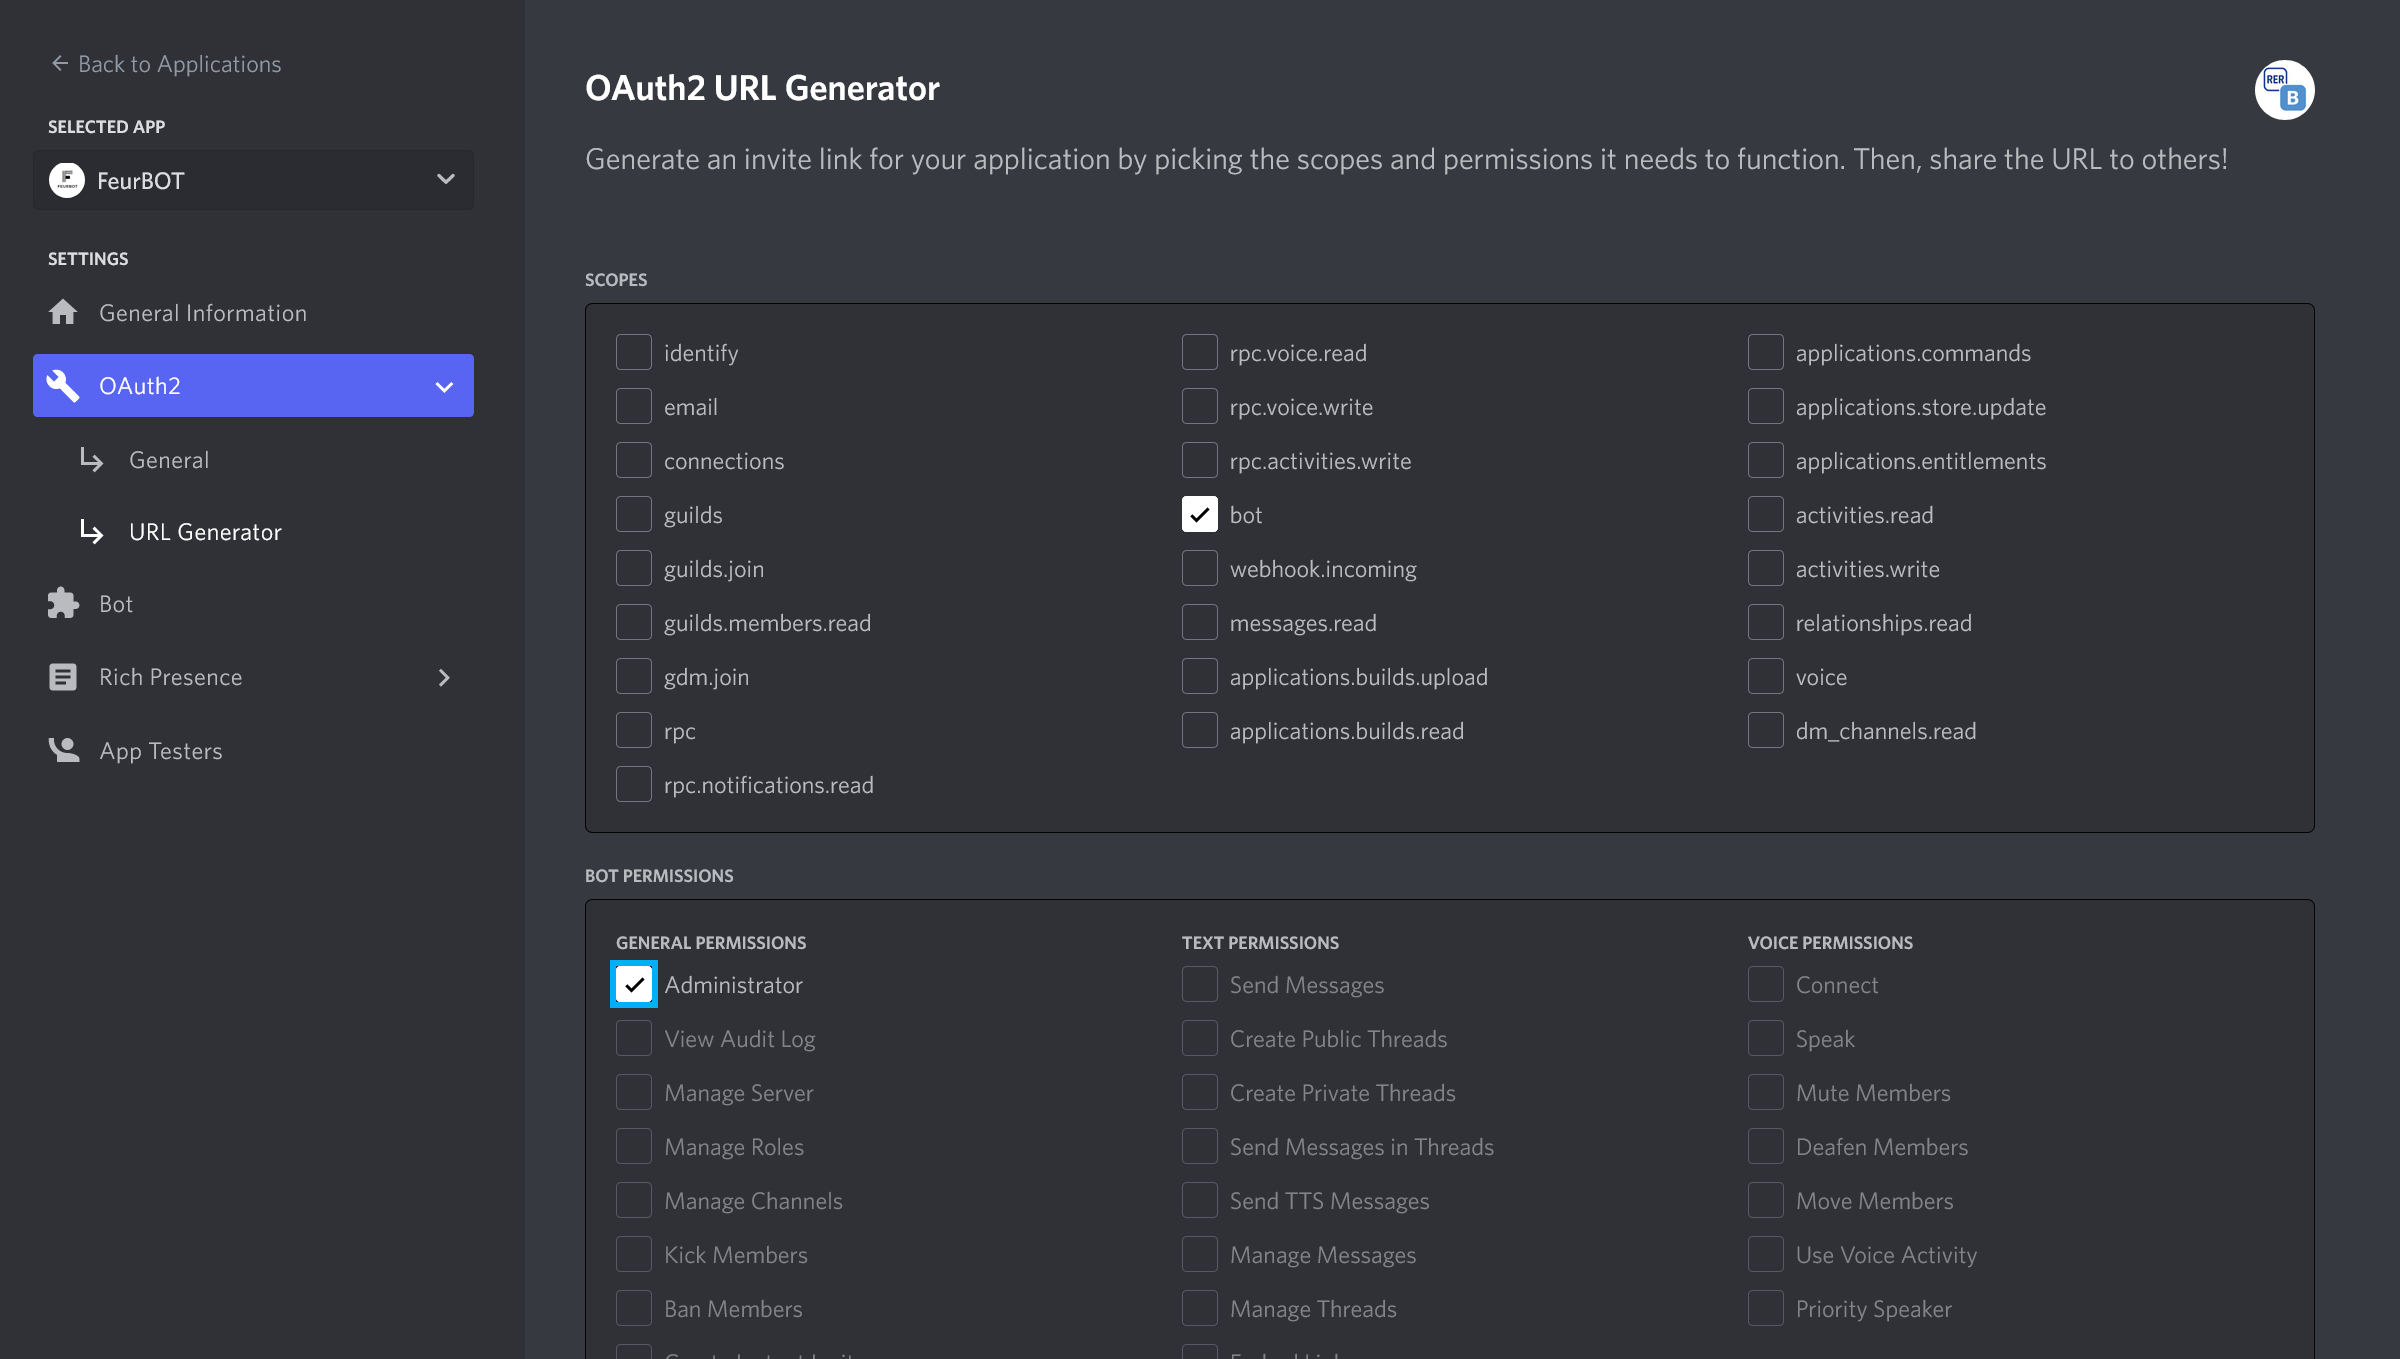 Back to Applications
SELECTED APP
FeurBOT
SETTINGS
General Information
OAuth2
General
URL Generator
Bot
Rich Presence
App Testers
OAuth2 URL Generator
RER
B
Generate an invite link for your application by picking the scopes and permissions it needs to function. Then, share the URL to others!
SCOPES
identify
email
connections
guilds
guilds.join
guilds.members.read
gdm.join
rpc
rpc.notifications.read
rpc.voice.read
rpc.voice.write
rpc.activities.write
bot
webhook.incoming
messages.read
applications.builds.upload
applications.builds.read
applications.commands
applications.store.update
applications.entitlements
activities.read
activities.write
relationships.read
voice
dm_channels.read
BOT PERMISSIONS
GENERAL PERMISSIONS
Administrator
View Audit Log
Manage Server
Manage Roles
Manage Channels
Kick Members
Ban Members
TEXT PERMISSIONS
Send Messages
Create Public Threads
Create Private Threads
Send Messages in Threads
Send TTS Messages
Manage Messages
Manage Threads
VOICE PERMISSIONS
Connect
Speak
Mute Members
Deafen Members
Move Members
Use Voice Activity
Priority Speaker